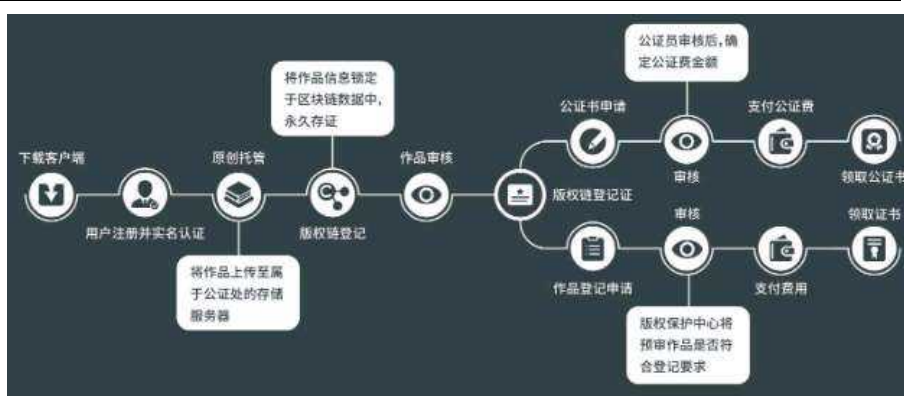 公证员审核后,确
定公证费金额
将作品信息锁定
于区块链数据中,
永久存证
公证书申请
支付公证费
下载客户端
原创托管
作品审核
审核
领取公证书
版权链登记证
用户注册并实名认证
版权链登记
审核
领取证书
将作品上传至属
于公证处的存储
服务器
作品登记申请
支付费用
版权保护中心将
预审作品是否符
合登记要求